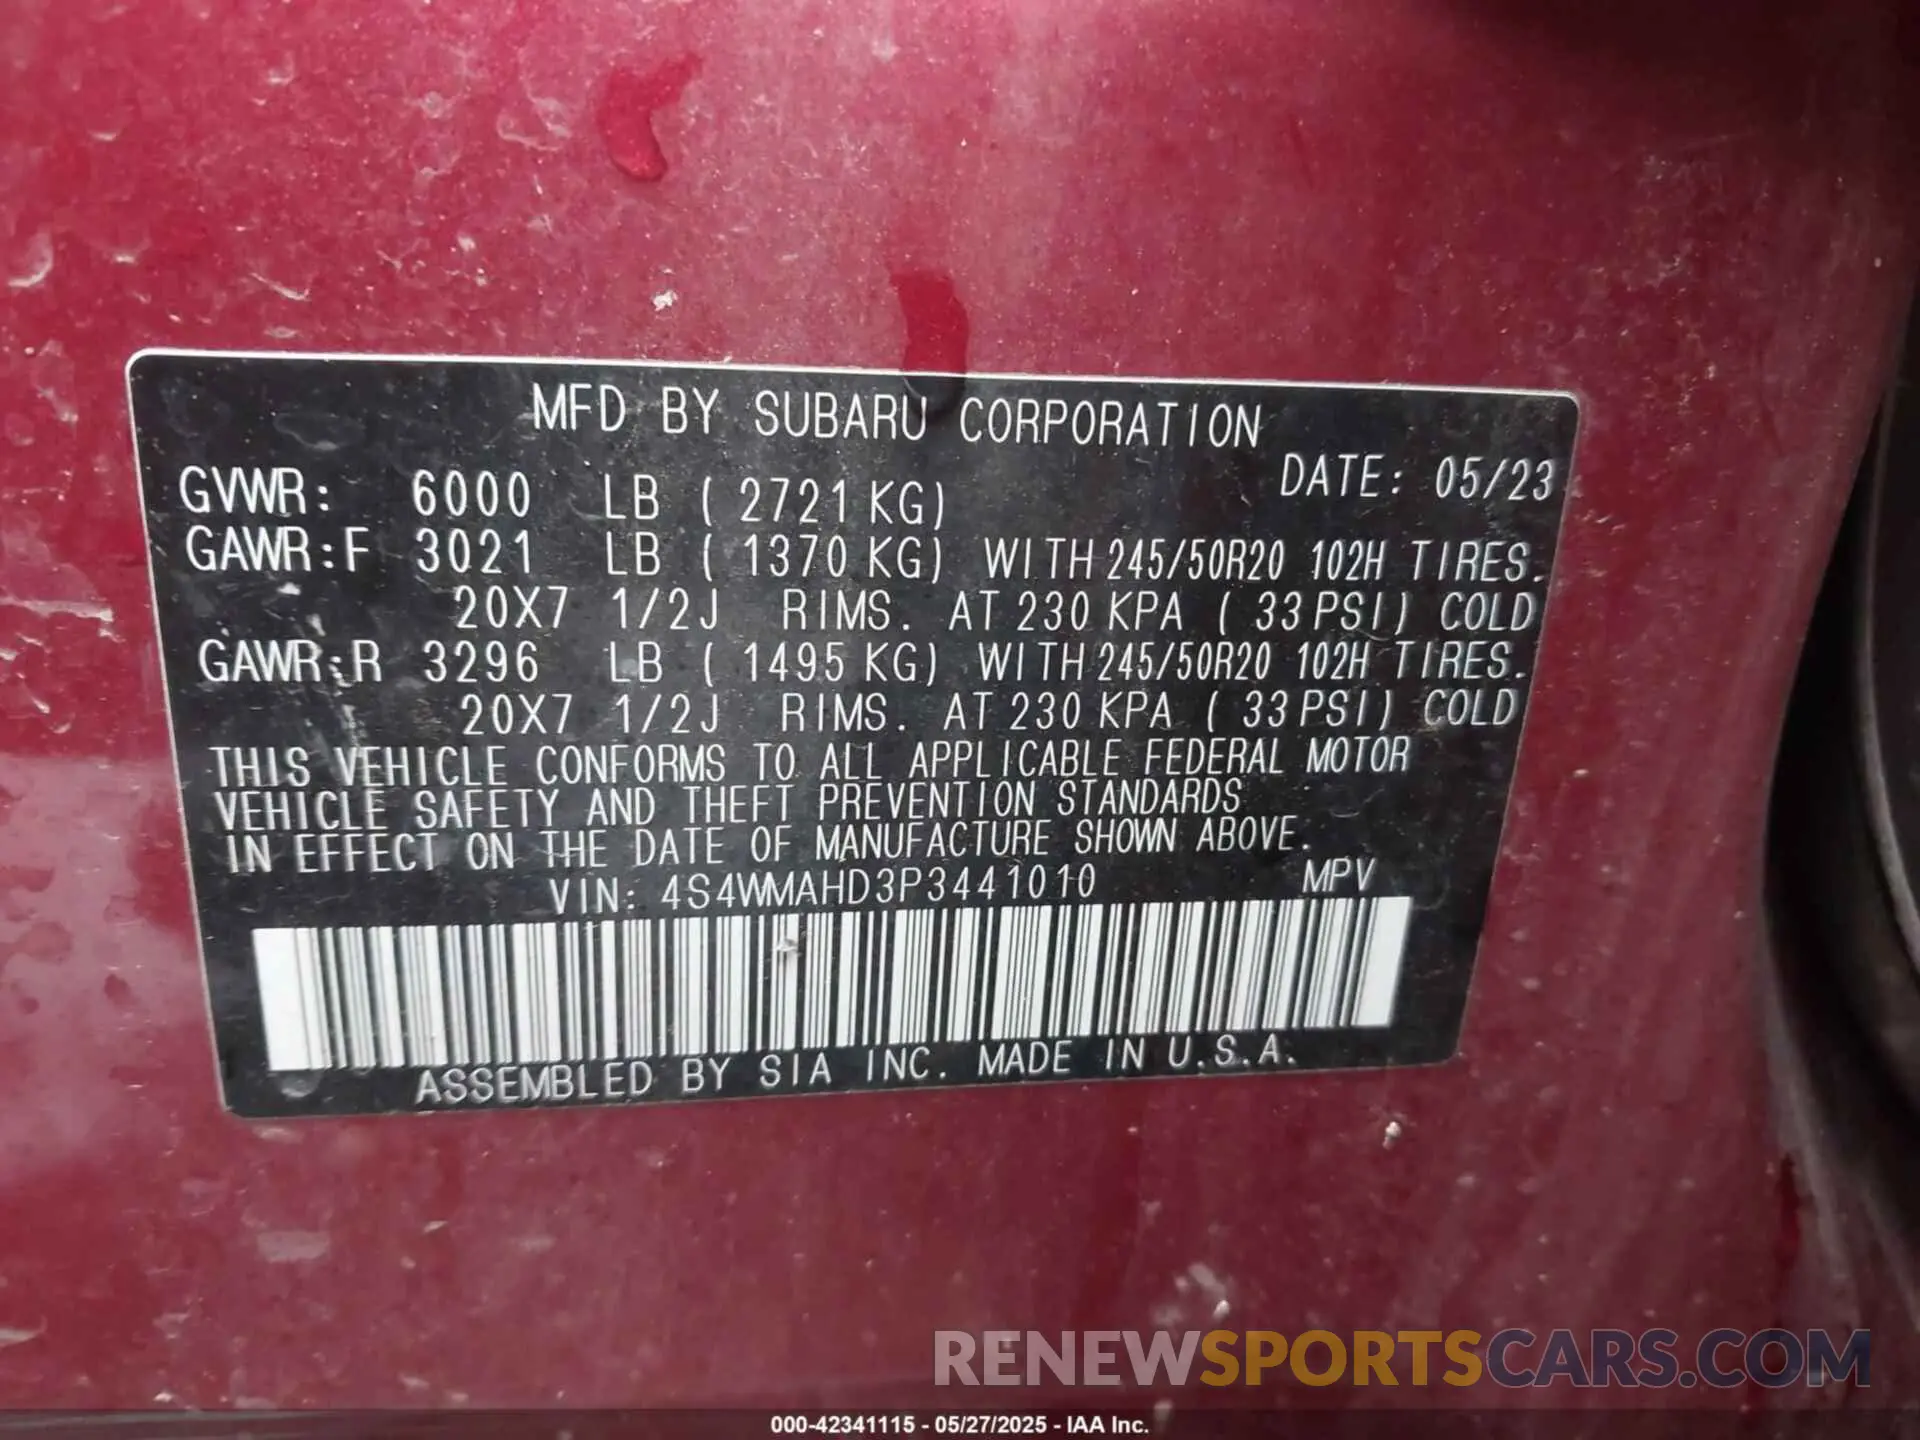 MFD BY SUBARU CORPORATION
DATE: 05/23
GVWR: 6000 LB ( 2721 KG)
GAWR:F 3021 LB ( 1370 KG) WITH 245/50R20 102H TIRES.
20X7 1/2J RIMS. AT 230 KPA ( 33 PSI) COLD
GAWR:R 3296 LB ( 1495 KG) WITH 245/50R20 102H TIRES.
20X7 1/2J RIMS. AT 230 KPA ( 33 PSI) COLD
THIS VEHICLE CONFORMS TO ALL APPLICABLE FEDERAL MOTOR
VEHICLE SAFETY AND THEFT PREVENTION STANDARDS
IN EFFECT ON THE DATE OF MANUFACTURE SHOWN ABOVE.
VIN: 4S4WMAHD3P3441010 MPV
ASSEMBLED BY SIA INC. MADE IN U.S.A.
RENEWSPORTSCARS.COM
000-42341115 - 05/27/2025 - IAA Inc.